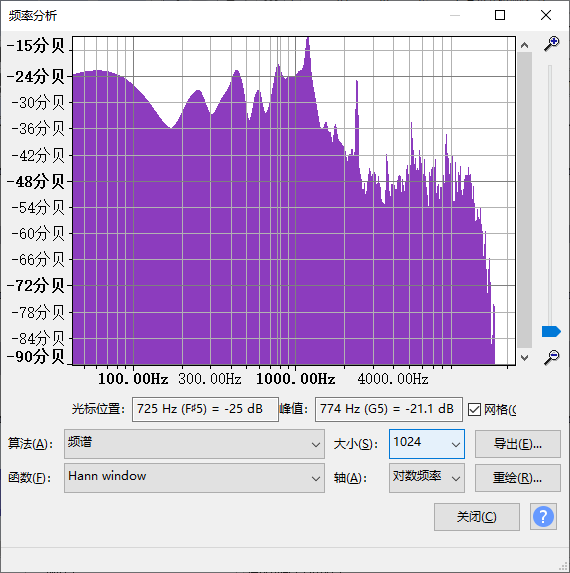 频率分析
-15分贝
-24分贝
-30分贝
-36分贝
-42分贝
-48分贝
-54分贝
-60分贝
-66分贝
-72分贝
-78分贝
-84分贝
-90分贝
100.00Hz 300.00Hz 1000.00Hz 4000.00Hz
光标位置: 725 Hz (F♯5) = -25 dB 峰值: 774 Hz (G5) = -21.1 dB 网格(G
算法(A): 频谱 大小(S): 1024 导出(E)...
函数(F): Hann window 轴(A): 对数频率 重绘(R)...
关闭(C) ?